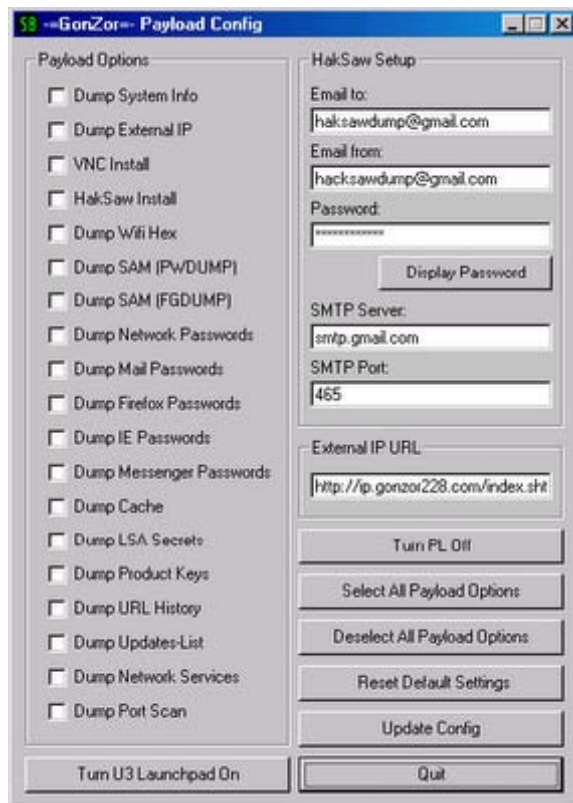 SB -=GonZor=- Payload Config
Payload Options
Dump System Info
Dump External IP
VNC Install
HakSaw Install
Dump Wifi Hex
Dump SAM (PWDUMP)
Dump SAM (FGDUMP)
Dump Network Passwords
Dump Mail Passwords
Dump Firefox Passwords
Dump IE Passwords
Dump Messenger Passwords
Dump Cache
Dump LSA Secrets
Dump Product Keys
Dump URL History
Dump Updates-List
Dump Network Services
Dump Port Scan
Turn U3 Launchpad On
HakSaw Setup
Email to:
haksawdump@gmail.com
Email from:
hacksawdump@gmail.com
Password:
************
Display Password
SMTP Server:
smtp.gmail.com
SMTP Port:
465
External IP URL
http://ip.gonzor228.com/index.sht
Turn PL Off
Select All Payload Options
Deselect All Payload Options
Reset Default Settings
Update Config
Quit